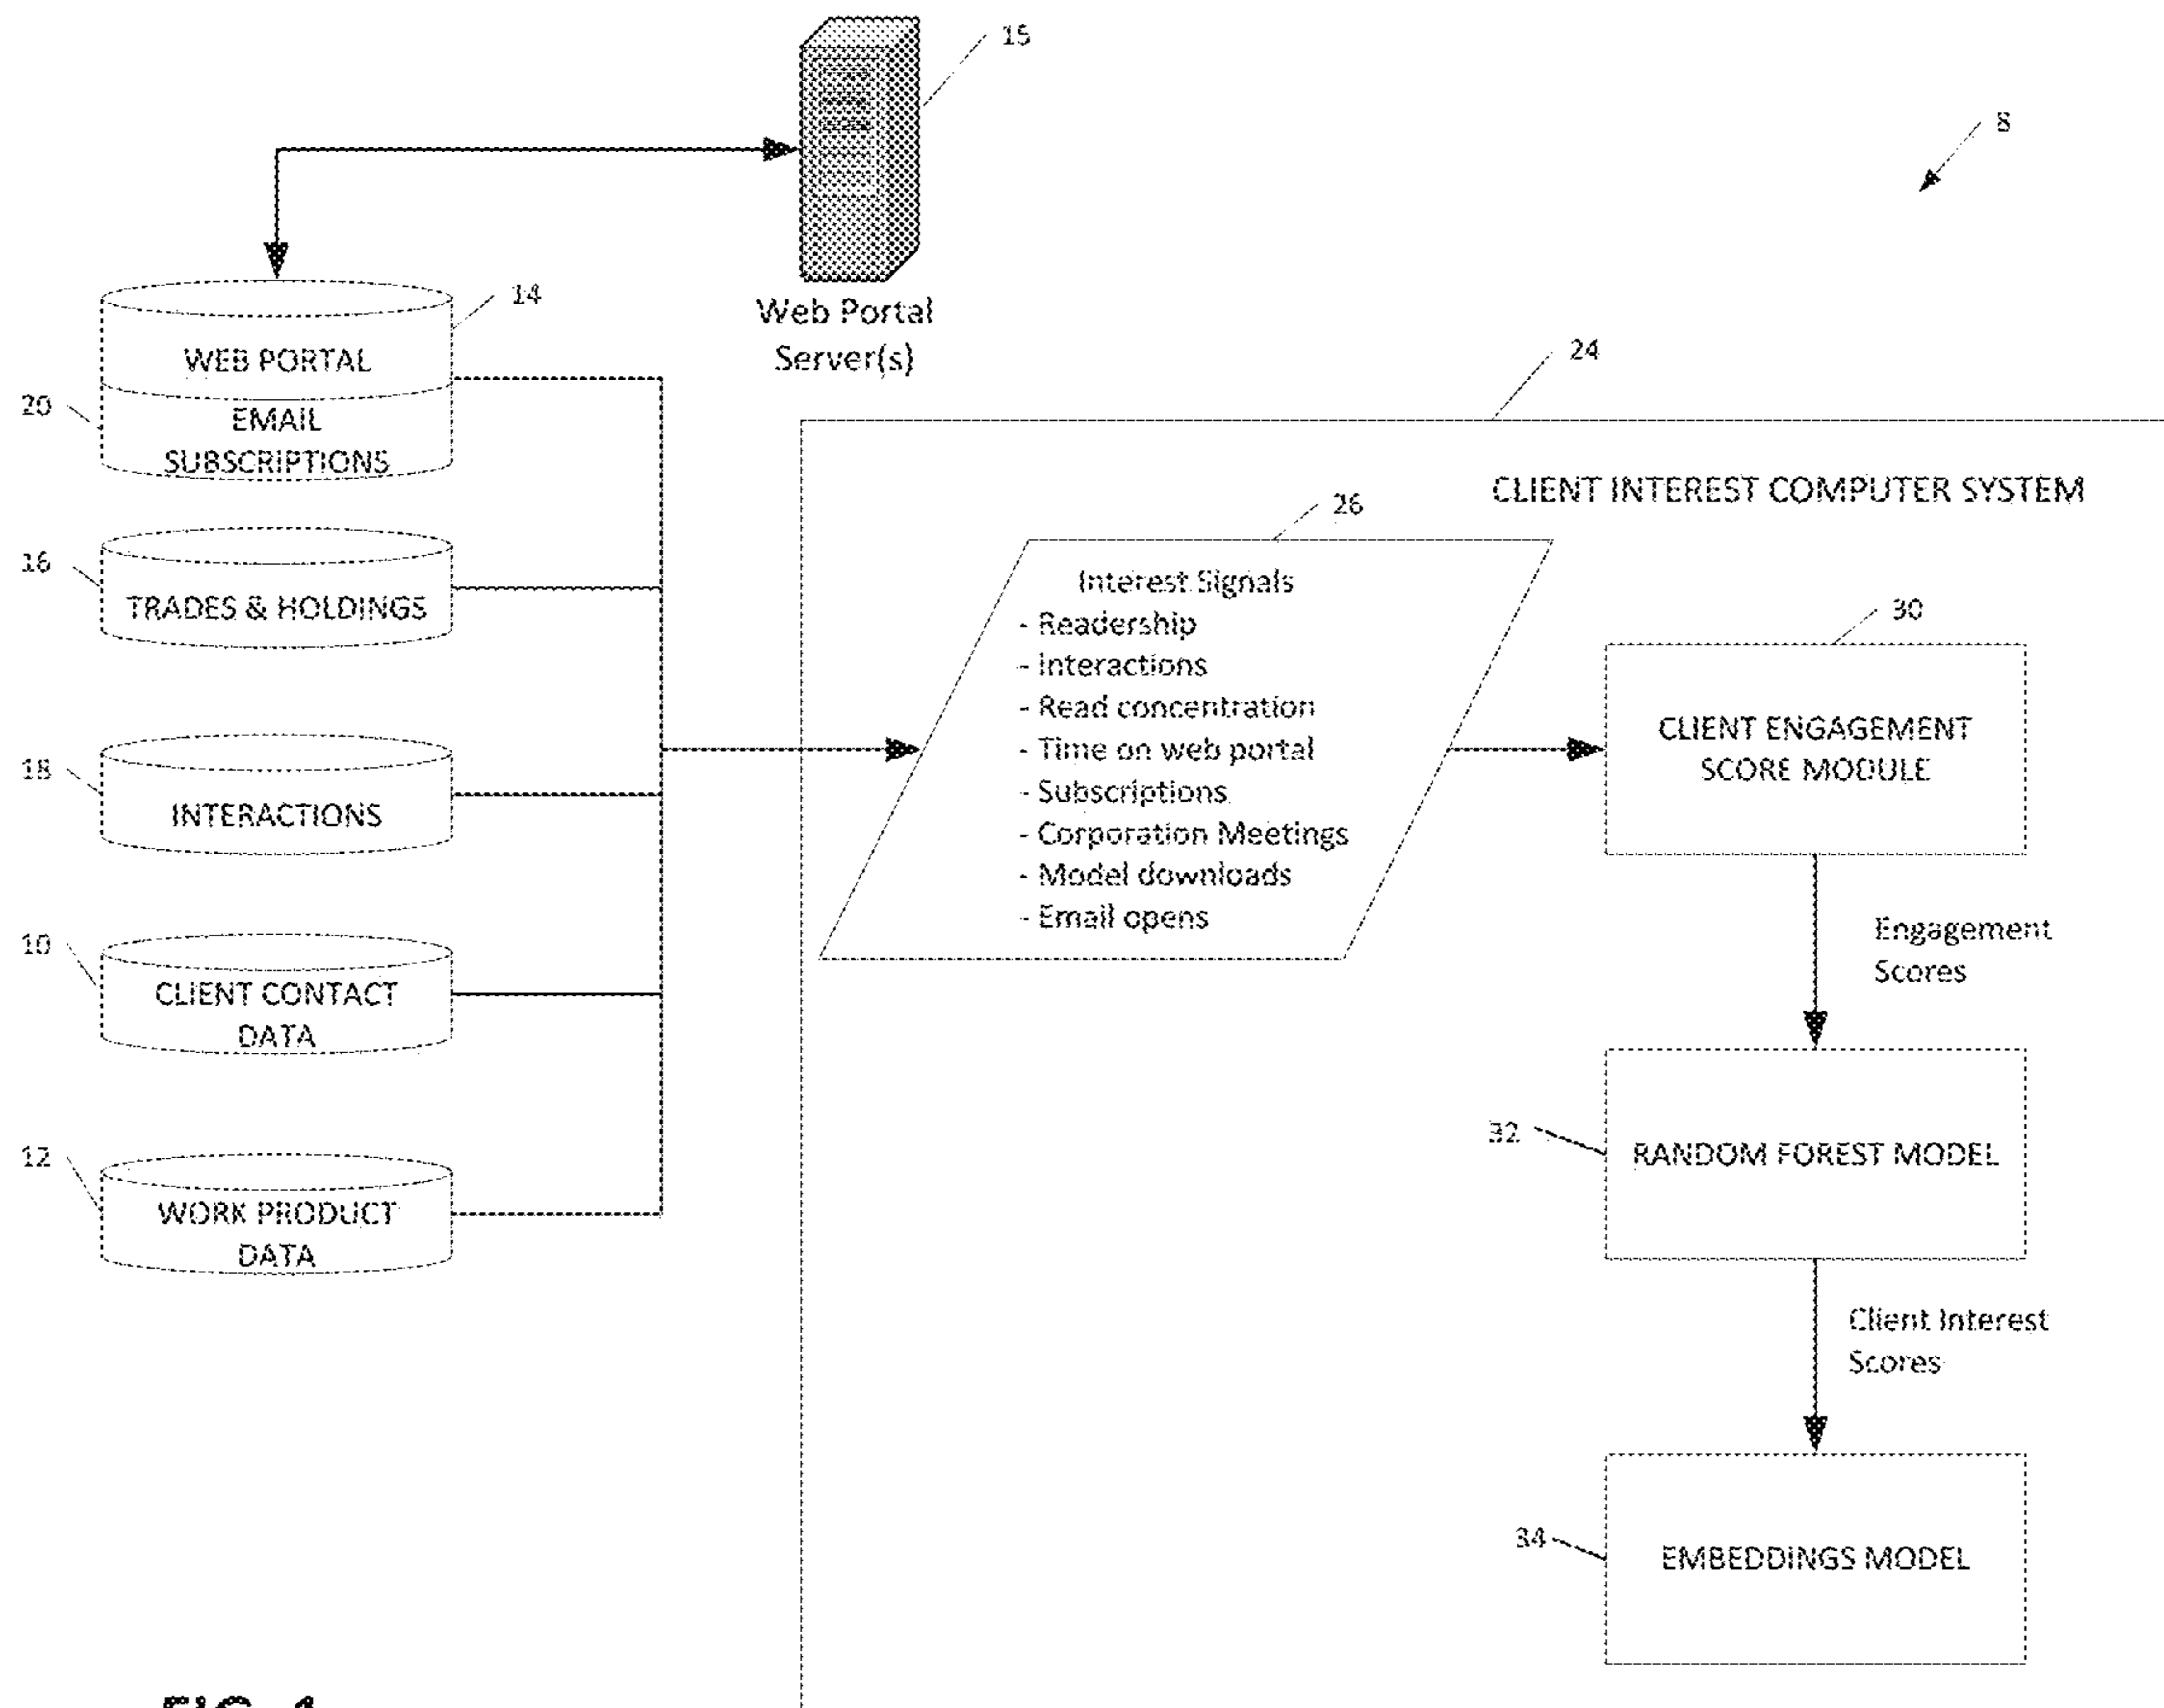 15
8
14
Web Portal
Server(s)
WEB PORTAL
20
EMAIL
SUBSCRIPTIONS
24
CLIENT INTEREST COMPUTER SYSTEM
26
16
TRADES & HOLDINGS
Interest Signals
- Readership
- Interactions
- Read concentration
- Time on web portal
- Subscriptions
- Corporation Meetings
- Model downloads
- Email opens
30
CLIENT ENGAGEMENT
SCORE MODULE
18
INTERACTIONS
Engagement
Scores
10
CLIENT CONTACT
DATA
32
RANDOM FOREST MODEL
12
WORK PRODUCT
DATA
Client Interest
Scores
34
EMBEDDINGS MODEL